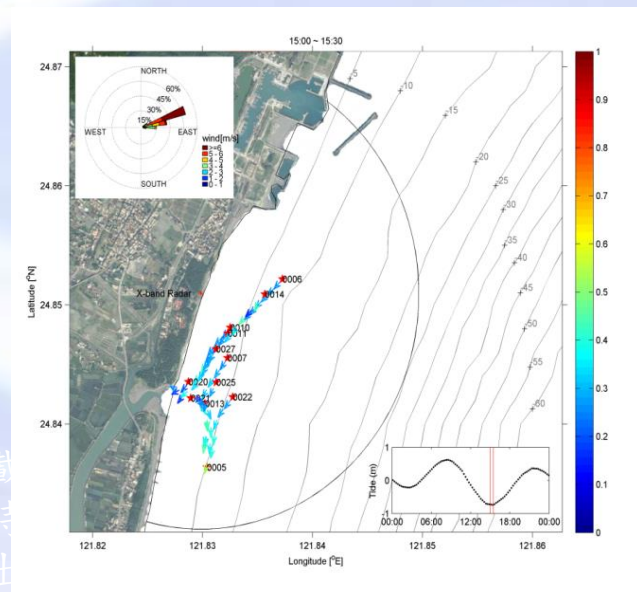 15:00 ~ 15:30
NORTH
60%
45%
30%
15%
WEST
EAST
SOUTH
wind[m/s]
>=6
5 - 6
4 - 5
3 - 4
2 - 3
1 - 2
0 - 1
24.87
24.86
24.85
24.84
Latitude [°N]
-5
-10
-15
-20
-25
-30
-35
-40
-45
-50
-55
-60
X-band Radar
0006
0014
0010
0011
0027
0007
0020
0025
0021
0013
0022
0005
1
0.9
0.8
0.7
0.6
0.5
0.4
0.3
0.2
0.1
0
Tide (m)
1
0
-1
00:00 06:00 12:00 18:00 00:00
121.82 121.83 121.84 121.85 121.86
Longitude [°E]